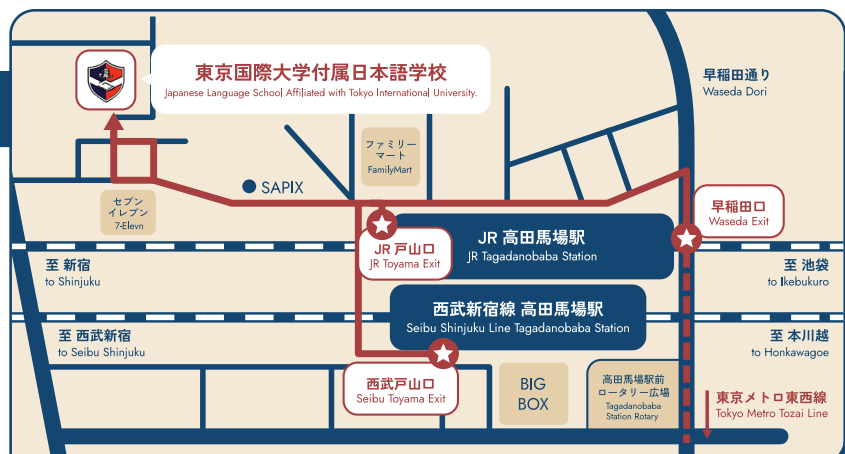 東京国際大学付属日本語学校
Japanese Language School Affiliated with Tokyo International University.
早稲田通り
Waseda Dori
ファミリー
マート
FamilyMart
SAPIX
セブン
イレブン
7-Elevn
早稲田口
Waseda Exit
JR 戸山口
JR Toyama Exit
JR 高田馬場駅
JR Tagadanobaba Station
至 新宿
to Shinjuku
至 池袋
to Ikebukuro
西武新宿線 高田馬場駅
Seibu Shinjuku Line Tagadanobaba Station
至 西武新宿
to Seibu Shinjuku
至 本川越
to Honkawagoe
西武戸山口
Seibu Toyama Exit
BIG
BOX
高田馬場駅前
ロータリー広場
Tagadanobaba
Station Rotary
東京メトロ東西線
Tokyo Metro Tozai Line